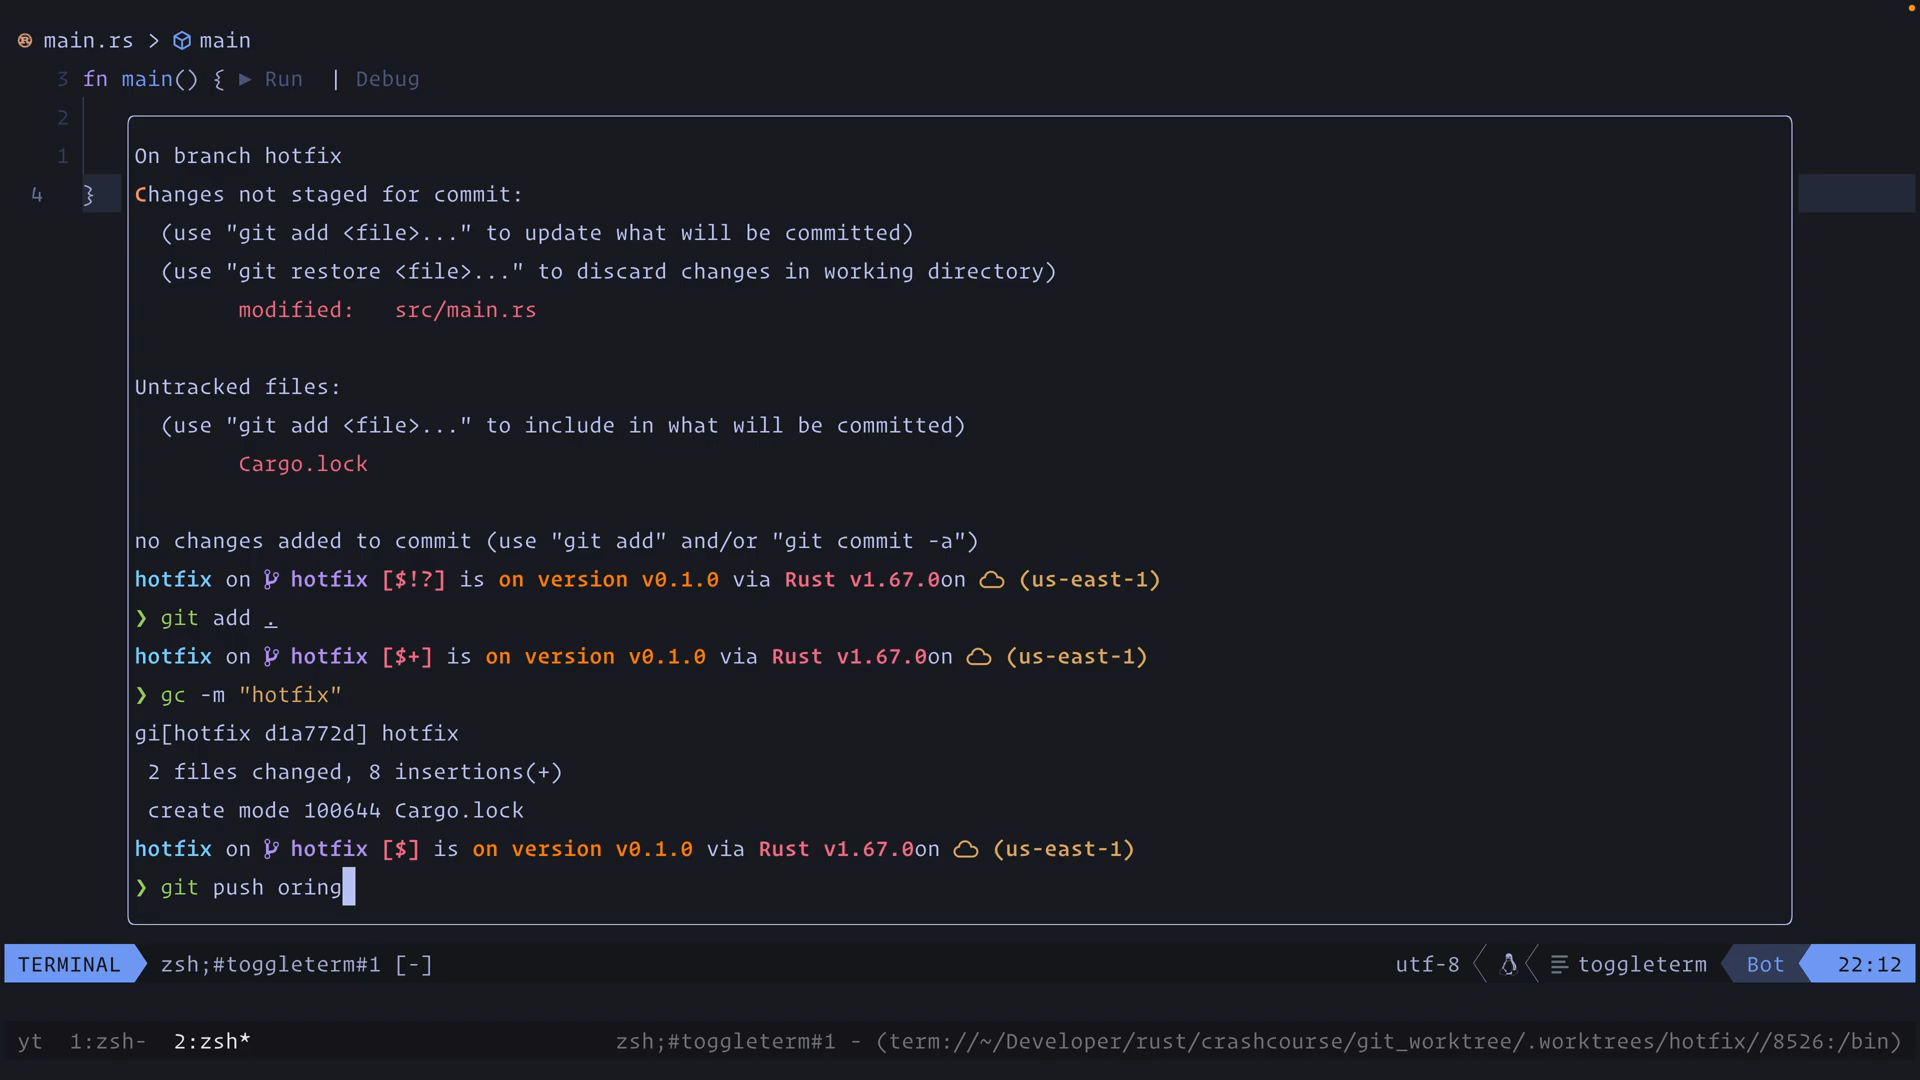 main.rs > main
3 fn main() { ▶ Run | Debug
2
1
4 }
On branch hotfix
Changes not staged for commit:
(use "git add <file>..." to update what will be committed)
(use "git restore <file>..." to discard changes in working directory)
modified: src/main.rs
Untracked files:
(use "git add <file>..." to include in what will be committed)
Cargo.lock
no changes added to commit (use "git add" and/or "git commit -a")
hotfix on hotfix [$!?] is on version v0.1.0 via Rust v1.67.0on (us-east-1)
❯ git add .
hotfix on hotfix [$+] is on version v0.1.0 via Rust v1.67.0on (us-east-1)
❯ gc -m "hotfix"
gi[hotfix d1a772d] hotfix
2 files changed, 8 insertions(+)
create mode 100644 Cargo.lock
hotfix on hotfix [$] is on version v0.1.0 via Rust v1.67.0on (us-east-1)
❯ git push oring
TERMINAL zsh;#toggleterm#1 [-] utf-8 toggleterm Bot 22:12
yt 1:zsh- 2:zsh* zsh;#toggleterm#1 - (term://~/Developer/rust/crashcourse/git_worktree/.worktrees/hotfix//8526:/bin)